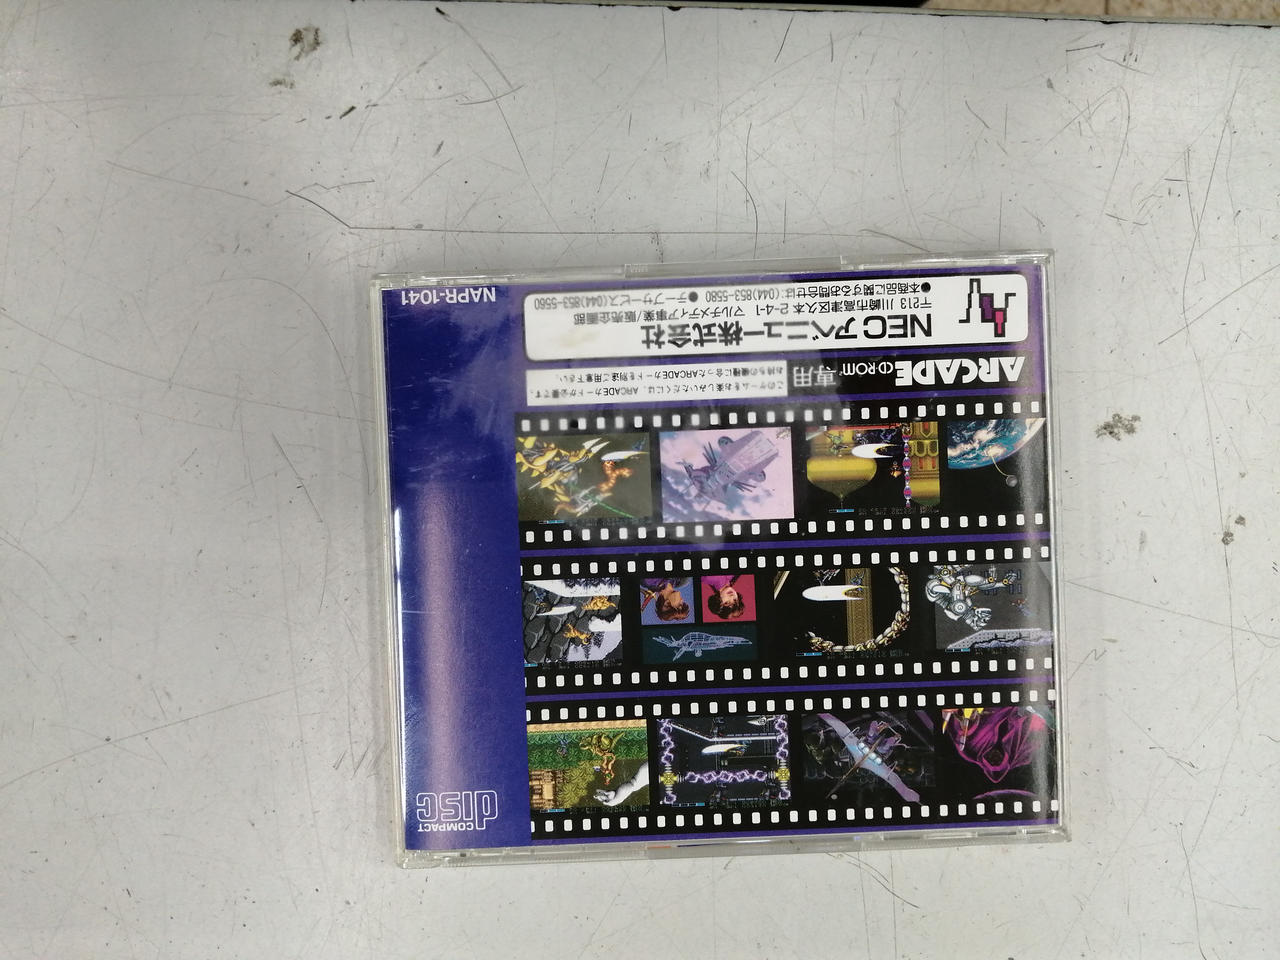 COMPACT
disc
ARCADE CD-ROM² 専用
このゲームをお楽しみいただくには、ARCADEカードが必要です。
お持ちの機種に合ったARCADEカードを別途ご用意下さい。
NECアベニュー株式会社
〒213 川崎市高津区久本 2-4-1 マルチメディア事業/販売企画部
●本商品に関するお問合せは:(044)853-5580 ●テープサービス/(044)853-5560
NAPR-1041